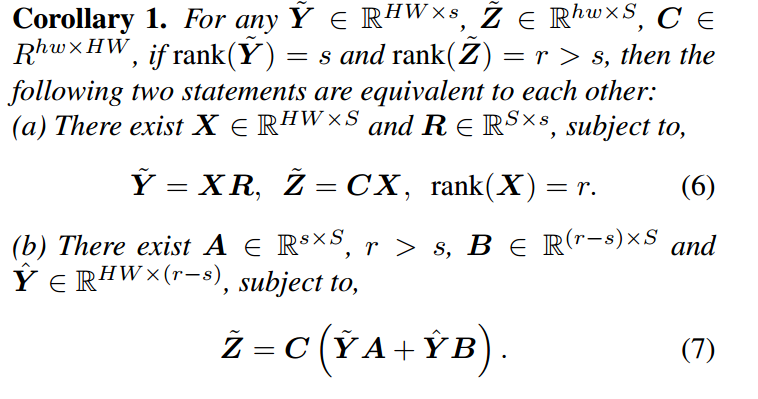 Corollary 1. For any Ỹ ∈ ℝ^{HW×s}, Z̃ ∈ ℝ^{hw×S}, C ∈
R^{hw×HW}, if rank(Ỹ) = s and rank(Z̃) = r > s, then the
following two statements are equivalent to each other:
(a) There exist X ∈ ℝ^{HW×S} and R ∈ ℝ^{S×s}, subject to,
Ỹ = XR, Z̃ = CX, rank(X) = r. (6)
(b) There exist A ∈ ℝ^{s×S}, r > s, B ∈ ℝ^{(r−s)×S} and
Ŷ ∈ ℝ^{HW×(r−s)}, subject to,
Z̃ = C (ỸA + ŶB). (7)